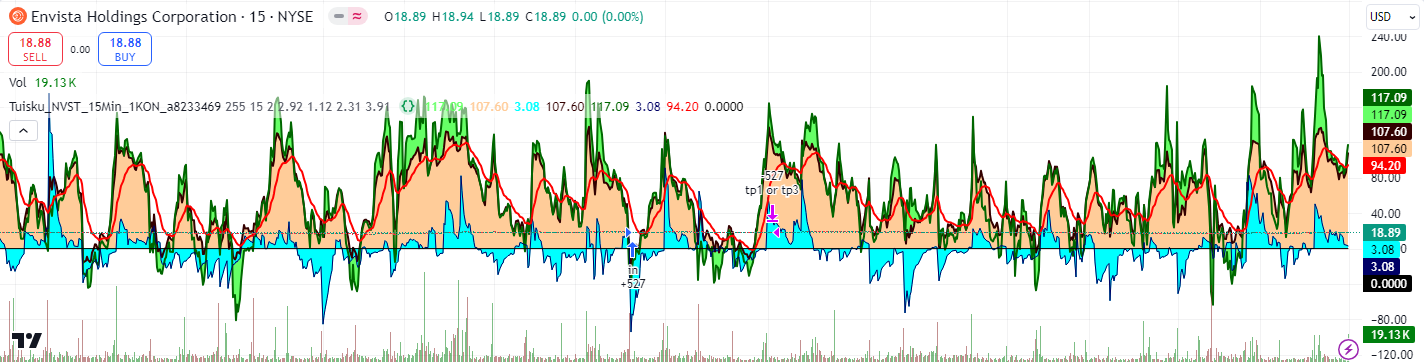 Envista Holdings Corporation · 15 · NYSE O18.89 H18.94 L18.89 C18.89 0.00 (0.00%)
USD
18.88 SELL
0.00
18.88 BUY
Vol 19.13 K
Tuisku_NVST_15Min_1KON_a8233469 255 15 2 2.92 1.12 2.31 3.91 117.09 107.60 3.08 107.60 117.09 3.08 94.20 0.0000
240.00
200.00
117.09
117.09
107.60
107.60
94.20
80.00
40.00
18.89
3.08
3.08
0.0000
-80.00
19.13 K
-120.00
-527
tp1 or tp3
in
+527